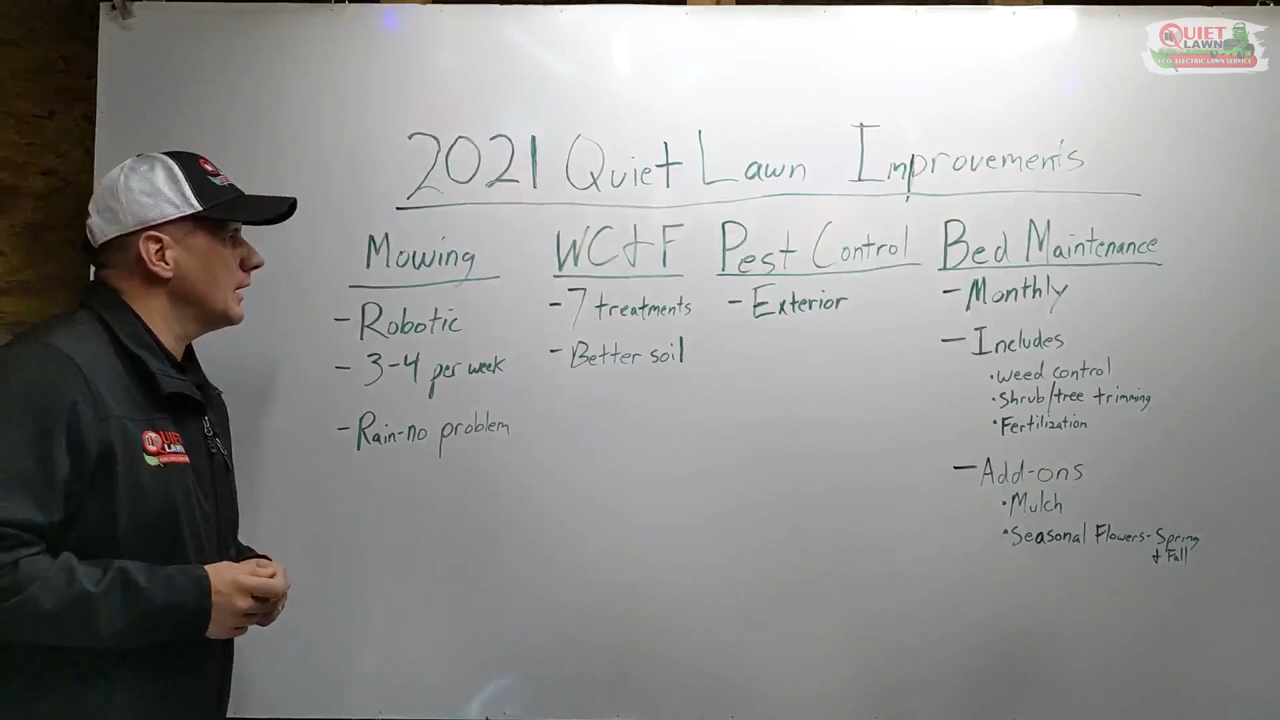 QUIET
LAWN
ECO ELECTRIC LAWN SERVICE
2021 Quiet Lawn Improvements
Mowing
- Robotic
- 3-4 per week
- Rain-no problem
WC & F
- 7 treatments
- Better soil
Pest Control
- Exterior
Bed Maintenance
- Monthly
- Includes
• Weed control
• Shrub/tree trimming
• Fertilization
- Add-ons
• Mulch
• Seasonal Flowers- Spring
& Fall
QUIET
LAWN